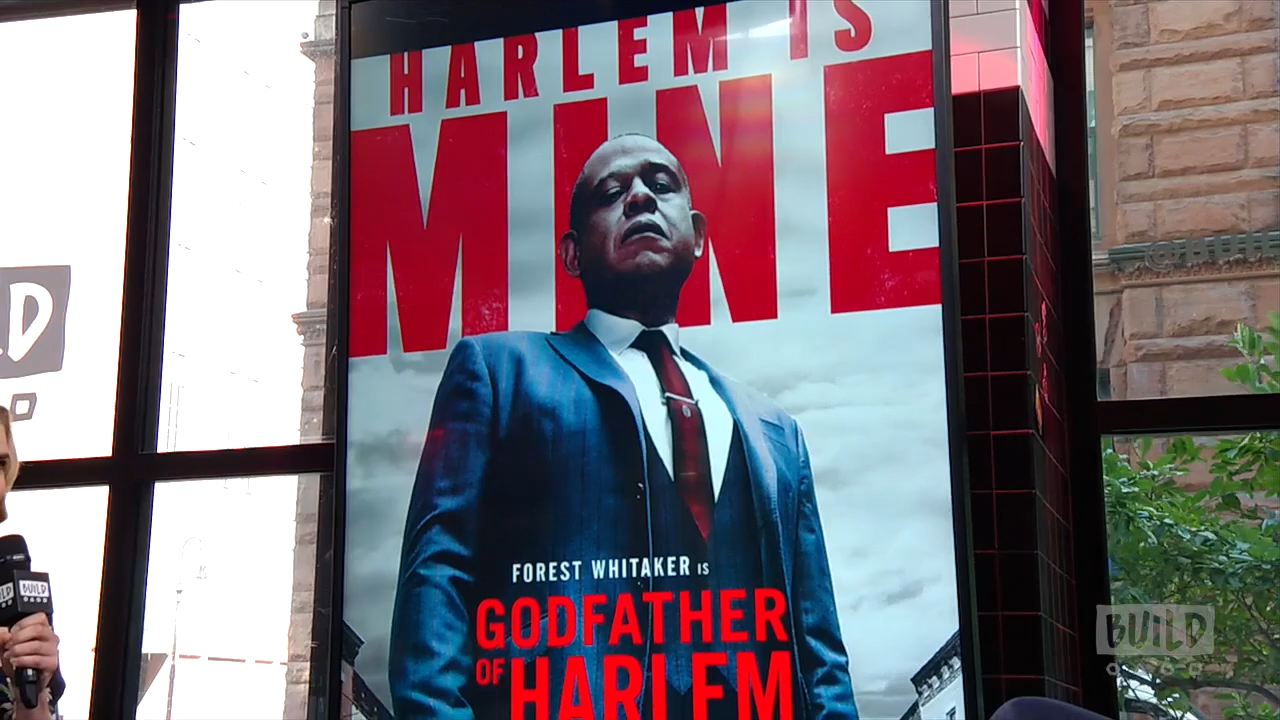 HARLEM IS
MINE
FOREST WHITAKER IS
GODFATHER
OF HARLEM
BUILD
BUILD